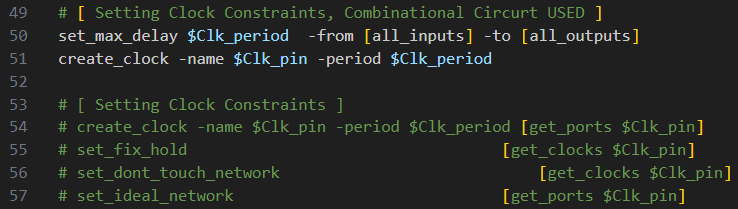 49 # [ Setting Clock Constraints, Combinational Circurt USED ]
50 set_max_delay $Clk_period  -from [all_inputs] -to [all_outputs]
51 create_clock -name $Clk_pin -period $Clk_period
52
53 # [ Setting Clock Constraints ]
54 # create_clock -name $Clk_pin -period $Clk_period [get_ports $Clk_pin]
55 # set_fix_hold                                  [get_clocks $Clk_pin]
56 # set_dont_touch_network                            [get_clocks $Clk_pin]
57 # set_ideal_network                             [get_ports $Clk_pin]